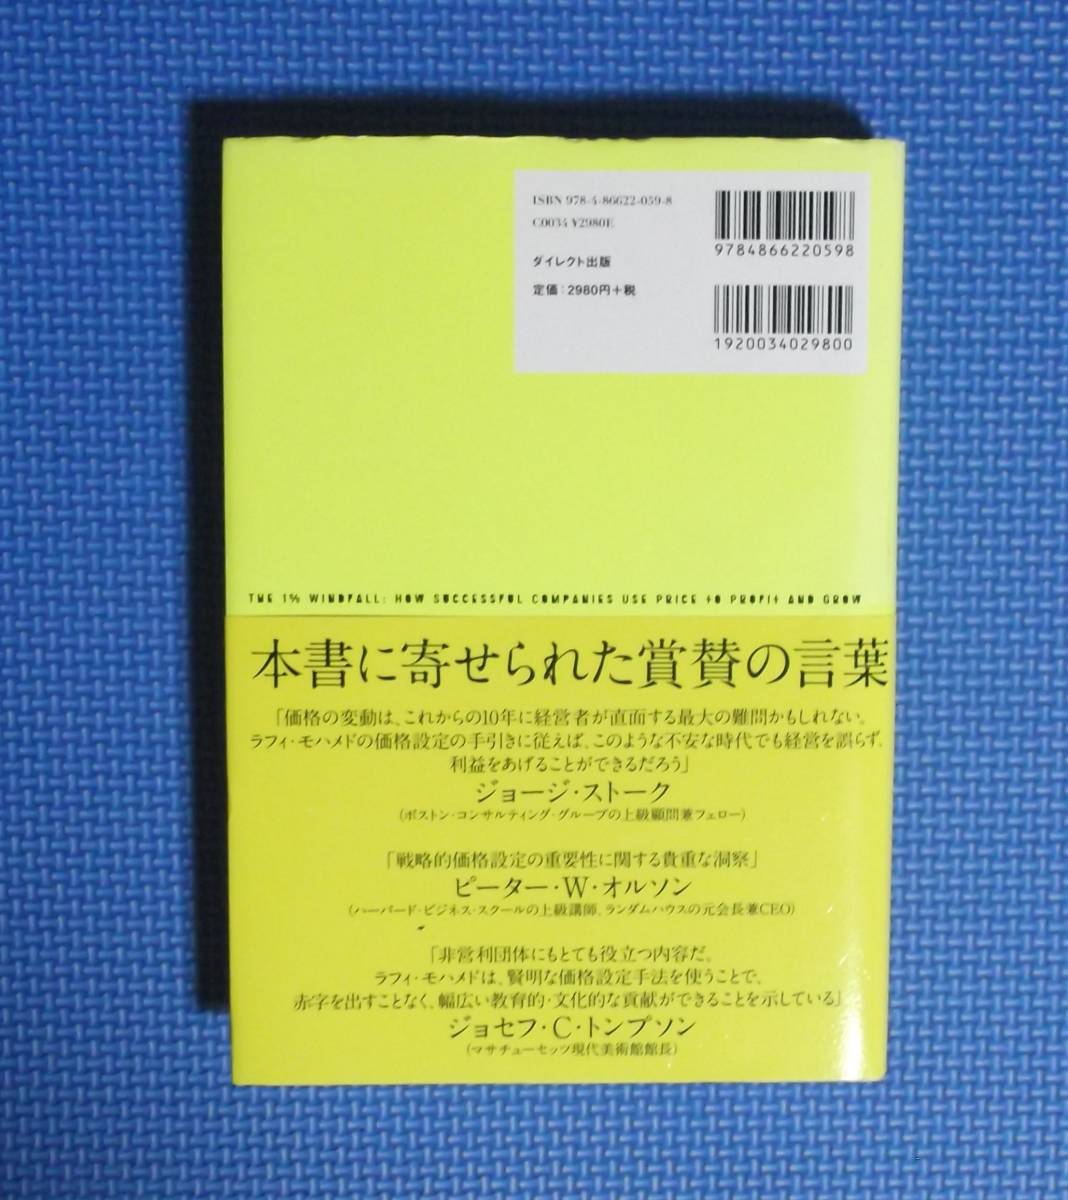 ISBN 978-4-86622-059-8
C0034 ¥2980E
ダイレクト出版
定価：2980円＋税
9784866220598
1920034029800
THE 1% WINDFALL: HOW SUCCESSFUL COMPANIES USE PRICE to PROFIt AND GROW
本書に寄せられた賞賛の言葉
「価格の変動は、これからの10年に経営者が直面する最大の難問かもしれない。
ラフィ・モハメドの価格設定の手引きに従えば、このような不安な時代でも経営を誤らず、
利益をあげることができるだろう」
ジョージ・ストーク
（ボストン・コンサルティング・グループの上級顧問兼フェロー）
「戦略的価格設定の重要性に関する貴重な洞察」
ピーター・W・オルソン
（ハーバード・ビジネス・スクールの上級講師、ランダムハウスの元会長兼CEO）
「非営利団体にもとても役立つ内容だ。
ラフィ・モハメドは、賢明な価格設定手法を使うことで、
赤字を出すことなく、幅広い教育的・文化的な貢献ができることを示している」
ジョセフ・C・トンプソン
（マサチューセッツ現代美術館館長）